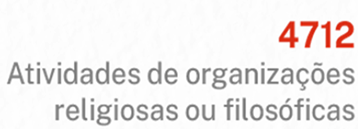 4712
Atividades de organizações
religiosas ou filosóficas